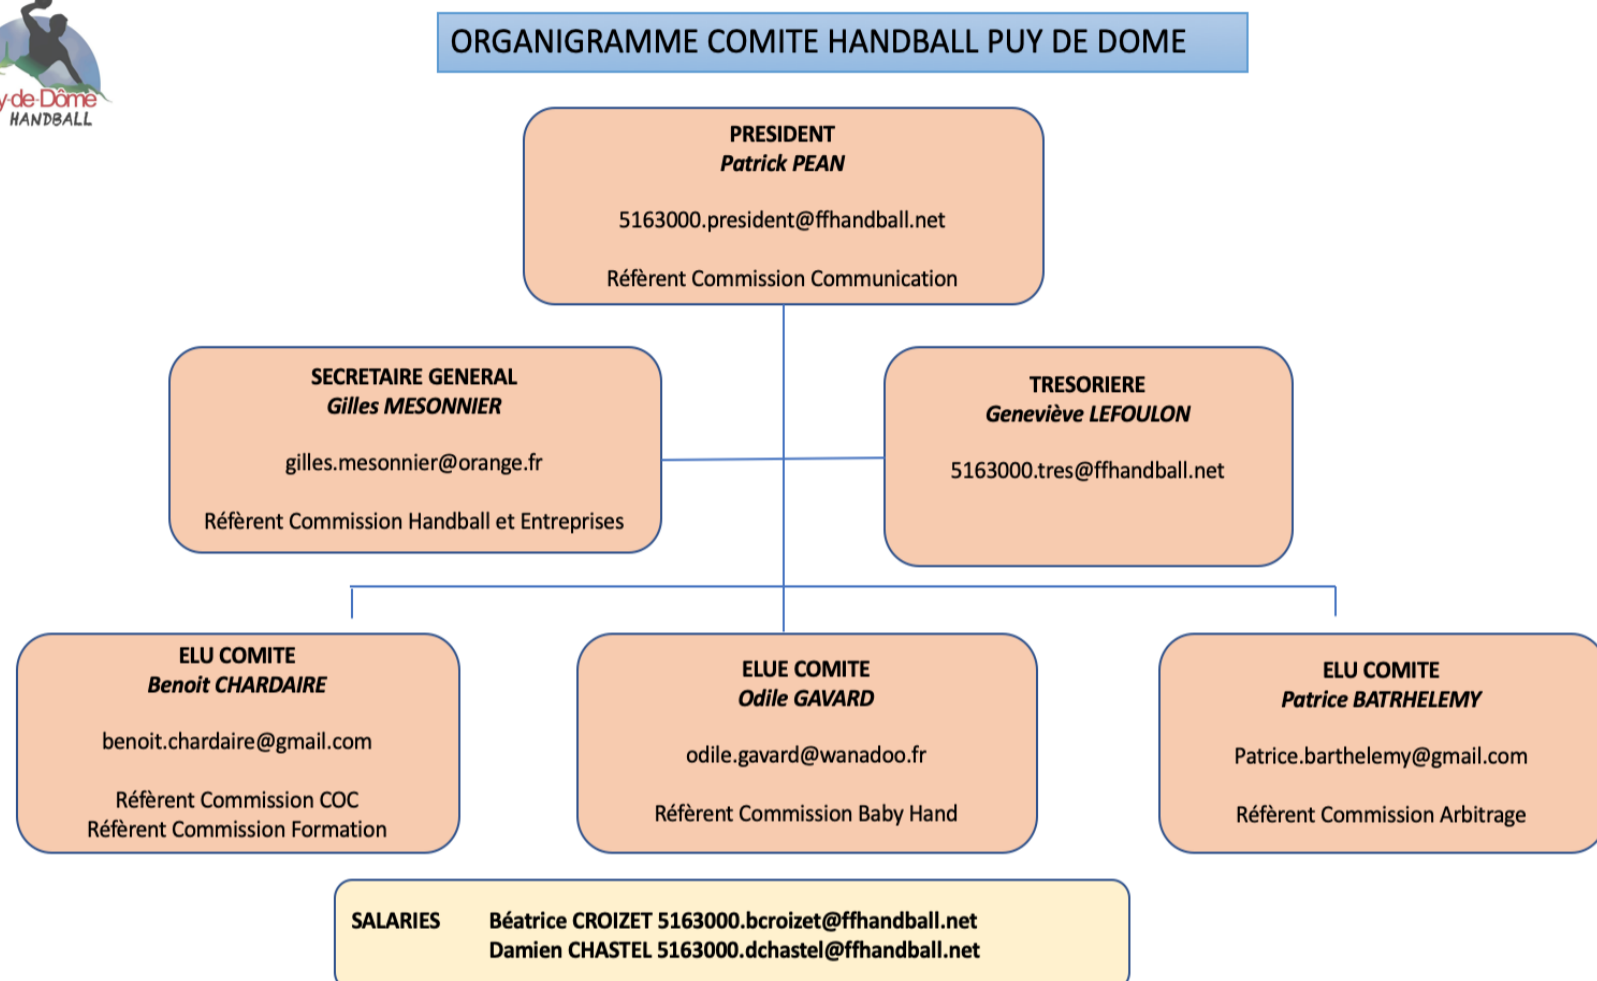 ORGANIGRAMME COMITE HANDBALL PUY DE DOME
y-de-Dôme
HANDBALL
PRESIDENT
Patrick PEAN
5163000.president@ffhandball.net
Réfèrent Commission Communication
SECRETAIRE GENERAL
Gilles MESONNIER
gilles.mesonnier@orange.fr
Réfèrent Commission Handball et Entreprises
TRESORIERE
Geneviève LEFOULON
5163000.tres@ffhandball.net
ELU COMITE
Benoit CHARDAIRE
benoit.chardaire@gmail.com
Réfèrent Commission COC
Réfèrent Commission Formation
ELUE COMITE
Odile GAVARD
odile.gavard@wanadoo.fr
Réfèrent Commission Baby Hand
ELU COMITE
Patrice BATRHELEMY
Patrice.barthelemy@gmail.com
Réfèrent Commission Arbitrage
SALARIES Béatrice CROIZET 5163000.bcroizet@ffhandball.net
Damien CHASTEL 5163000.dchastel@ffhandball.net